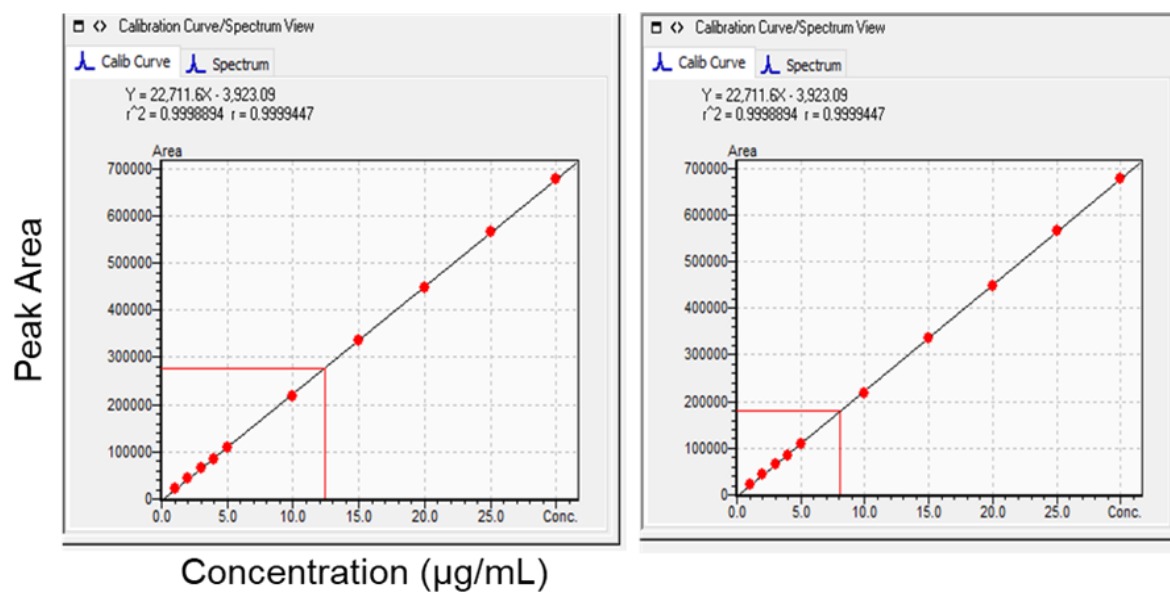 Calibration Curve/Spectrum View
Calib Curve
Spectrum
Y = 22,711.6X - 3,923.09
r^2 = 0.9998894 r = 0.9999447
Area
700000
600000
500000
400000
300000
200000
100000
0
0.0 5.0 10.0 15.0 20.0 25.0 Conc.
Calibration Curve/Spectrum View
Calib Curve
Spectrum
Y = 22,711.6X - 3,923.09
r^2 = 0.9998894 r = 0.9999447
Area
700000
600000
500000
400000
300000
200000
100000
0
0.0 5.0 10.0 15.0 20.0 25.0 Conc.
Peak Area
Concentration (µg/mL)